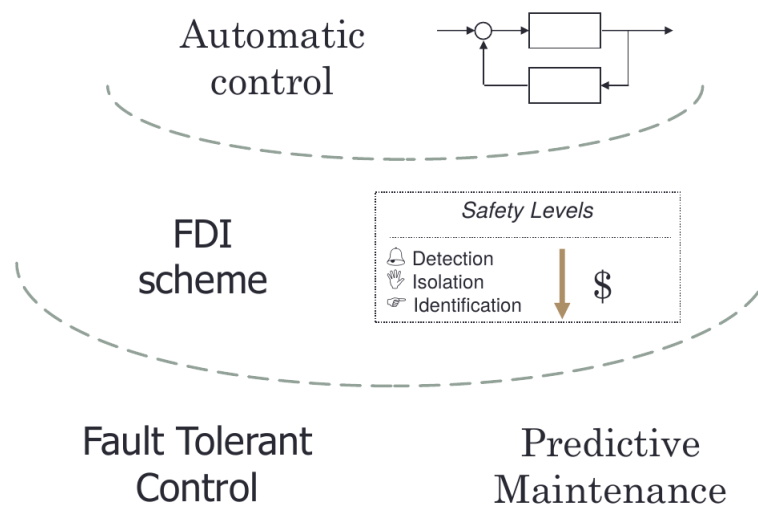 Automatic
control
FDI
scheme
Safety Levels
Detection
Isolation
Identification
$
Fault Tolerant
Control
Predictive
Maintenance